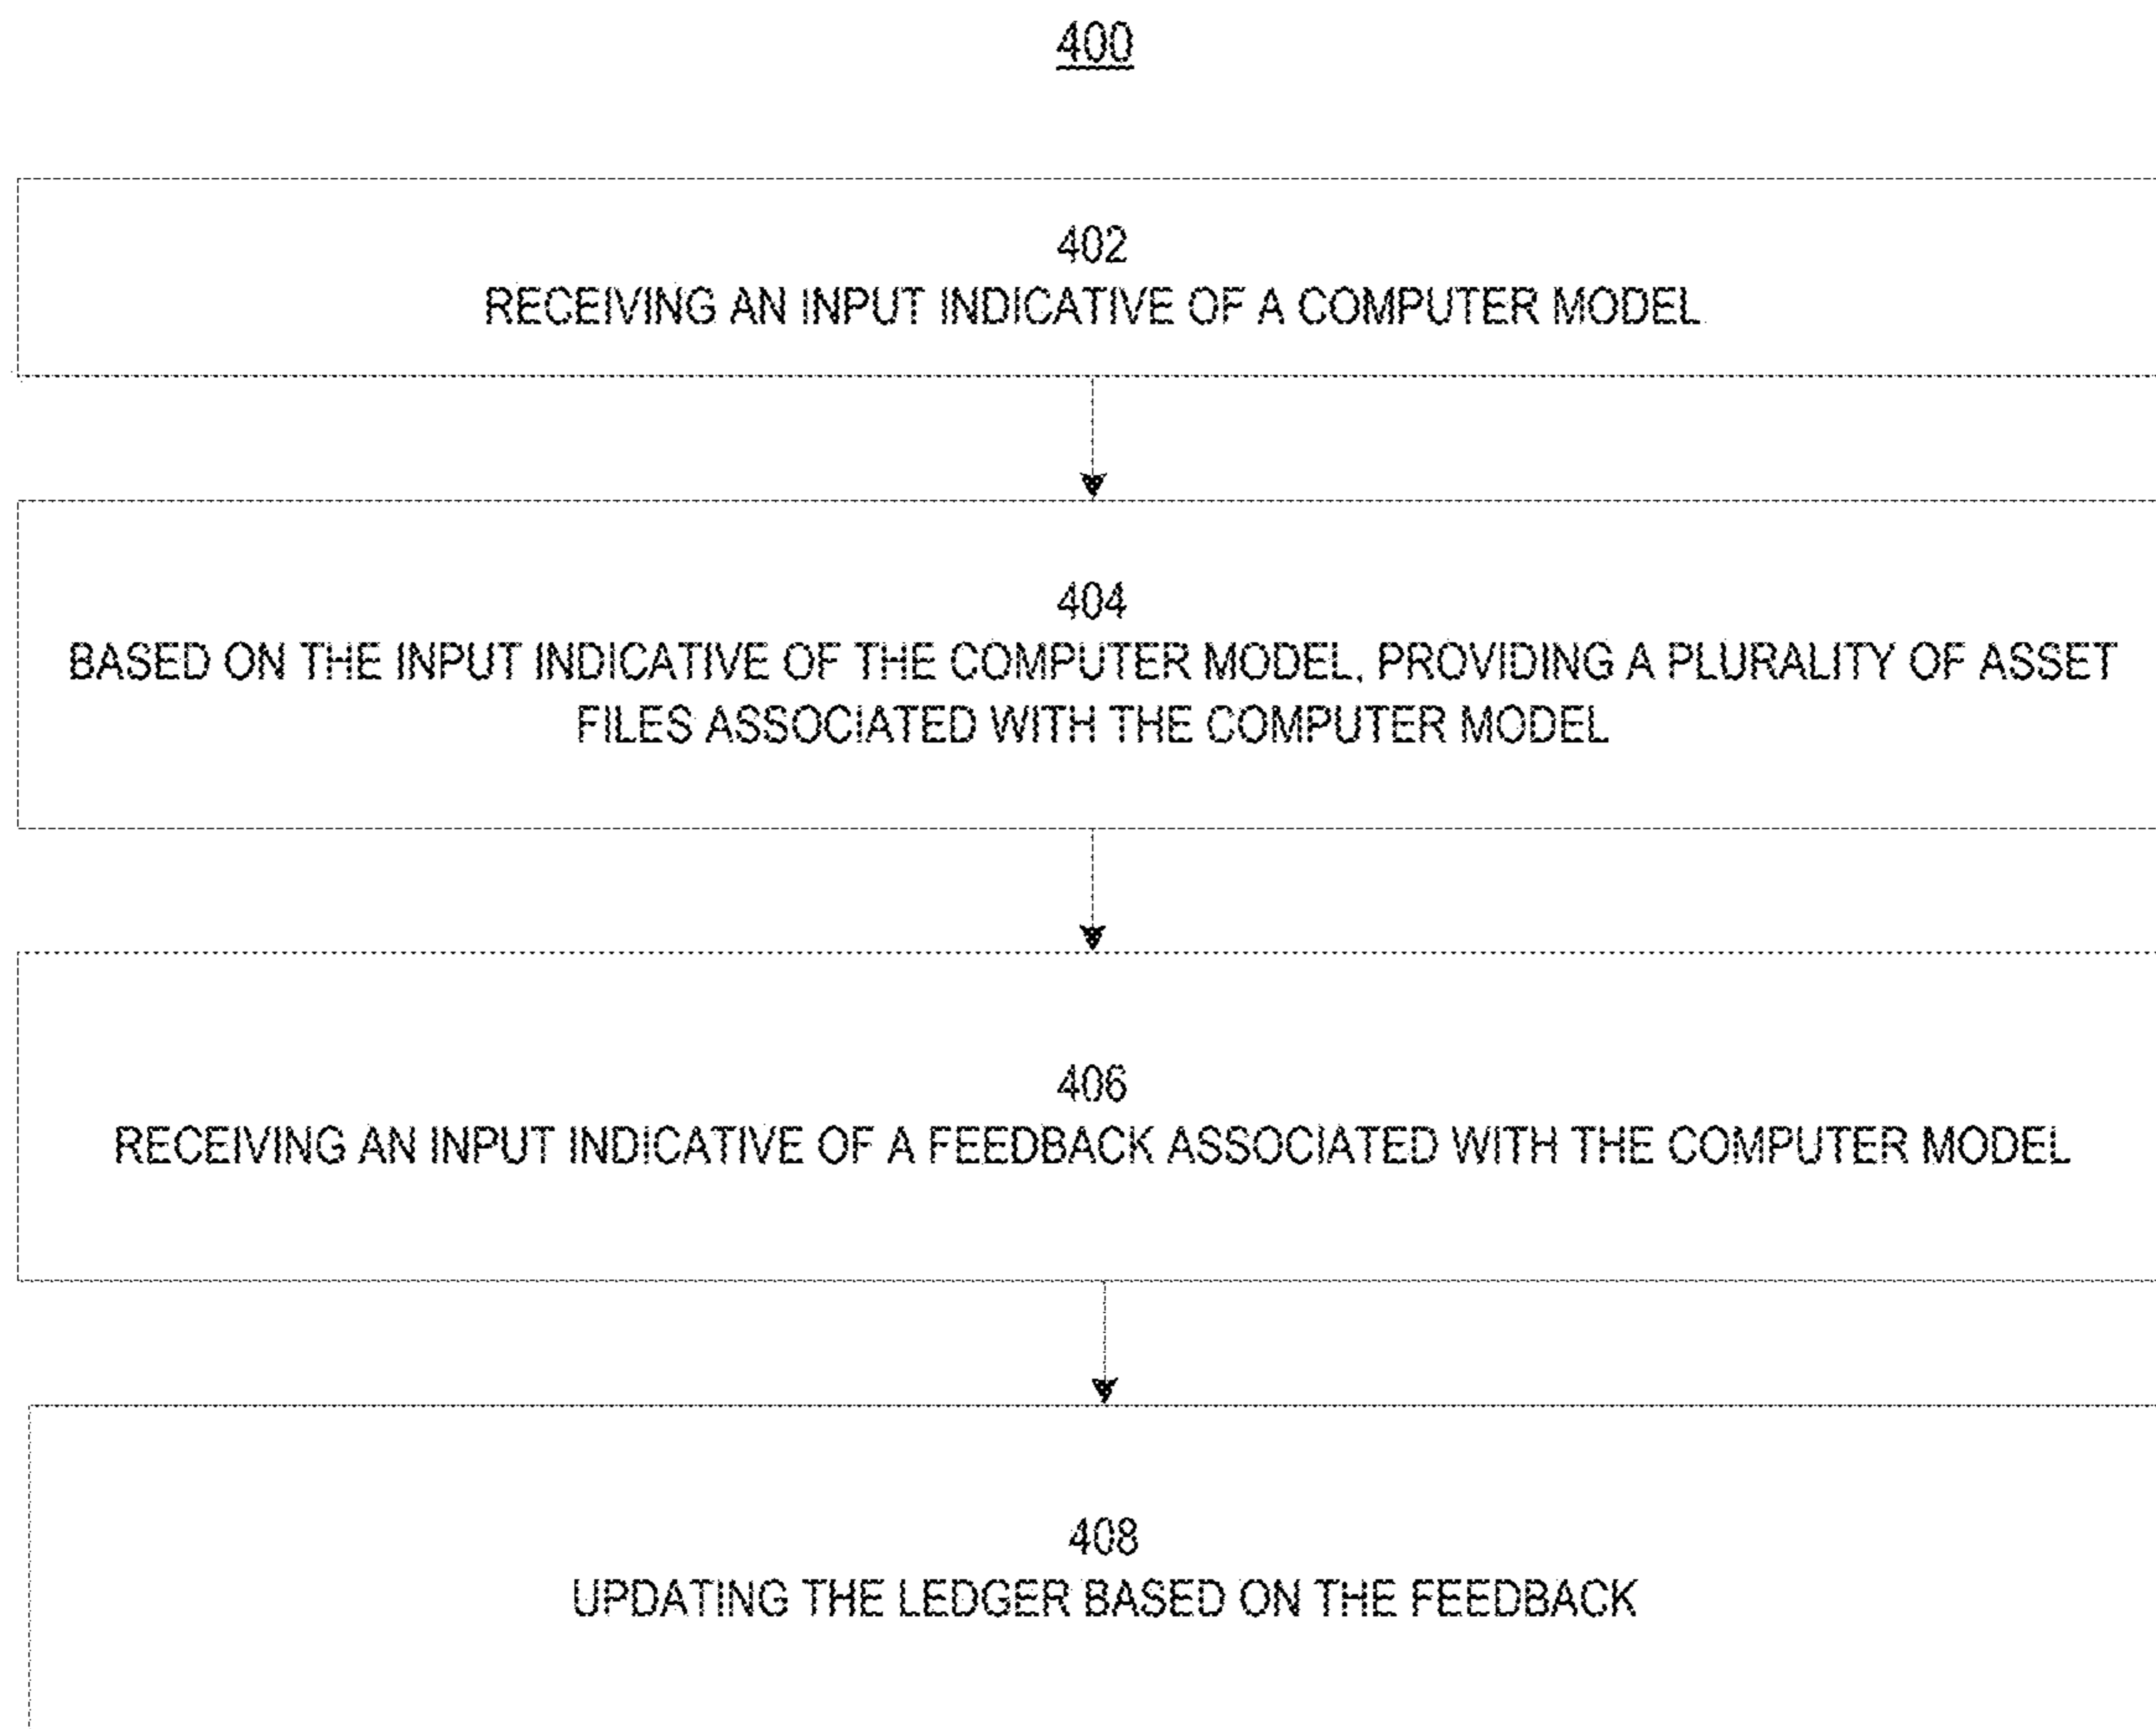 400
402
RECEIVING AN INPUT INDICATIVE OF A COMPUTER MODEL
404
BASED ON THE INPUT INDICATIVE OF THE COMPUTER MODEL, PROVIDING A PLURALITY OF ASSET
FILES ASSOCIATED WITH THE COMPUTER MODEL
406
RECEIVING AN INPUT INDICATIVE OF A FEEDBACK ASSOCIATED WITH THE COMPUTER MODEL
408
UPDATING THE LEDGER BASED ON THE FEEDBACK